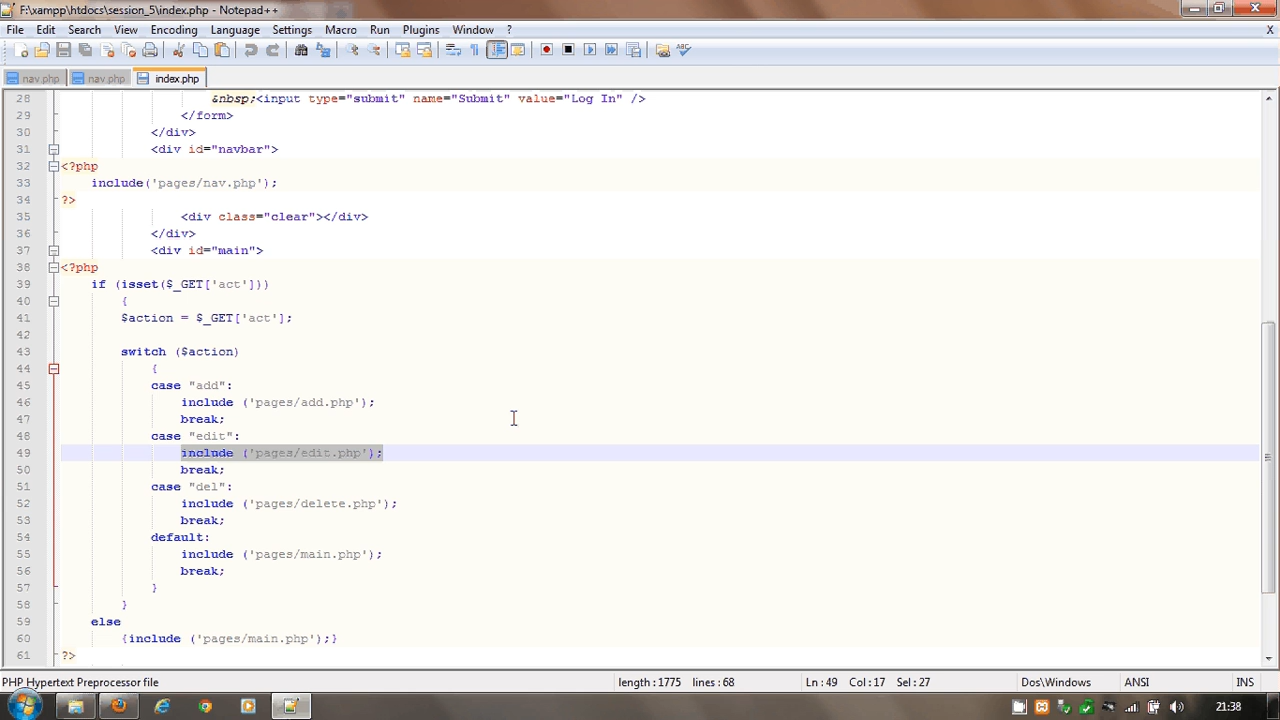 F:\xampp\htdocs\session_5\index.php - Notepad++
File Edit Search View Encoding Language Settings Macro Run Plugins Window ? X
nav.php nav.php index.php
28 &nbsp;<input type="submit" name="Submit" value="Log In" />
29 </form>
30 </div>
31 <div id="navbar">
32 <?php
33 include('pages/nav.php');
34 ?>
35 <div class="clear"></div>
36 </div>
37 <div id="main">
38 <?php
39 if (isset($_GET['act']))
40 {
41 $action = $_GET['act'];
42
43 switch ($action)
44 {
45 case "add":
46 include ('pages/add.php');
47 break;
48 case "edit":
49 include ('pages/edit.php');
50 break;
51 case "del":
52 include ('pages/delete.php');
53 break;
54 default:
55 include ('pages/main.php');
56 break;
57 }
58 }
59 else
60 {include ('pages/main.php');}
61 ?>
PHP Hypertext Preprocessor file length : 1775 lines : 68 Ln : 49 Col : 17 Sel : 27 Dos\Windows ANSI INS
21:38